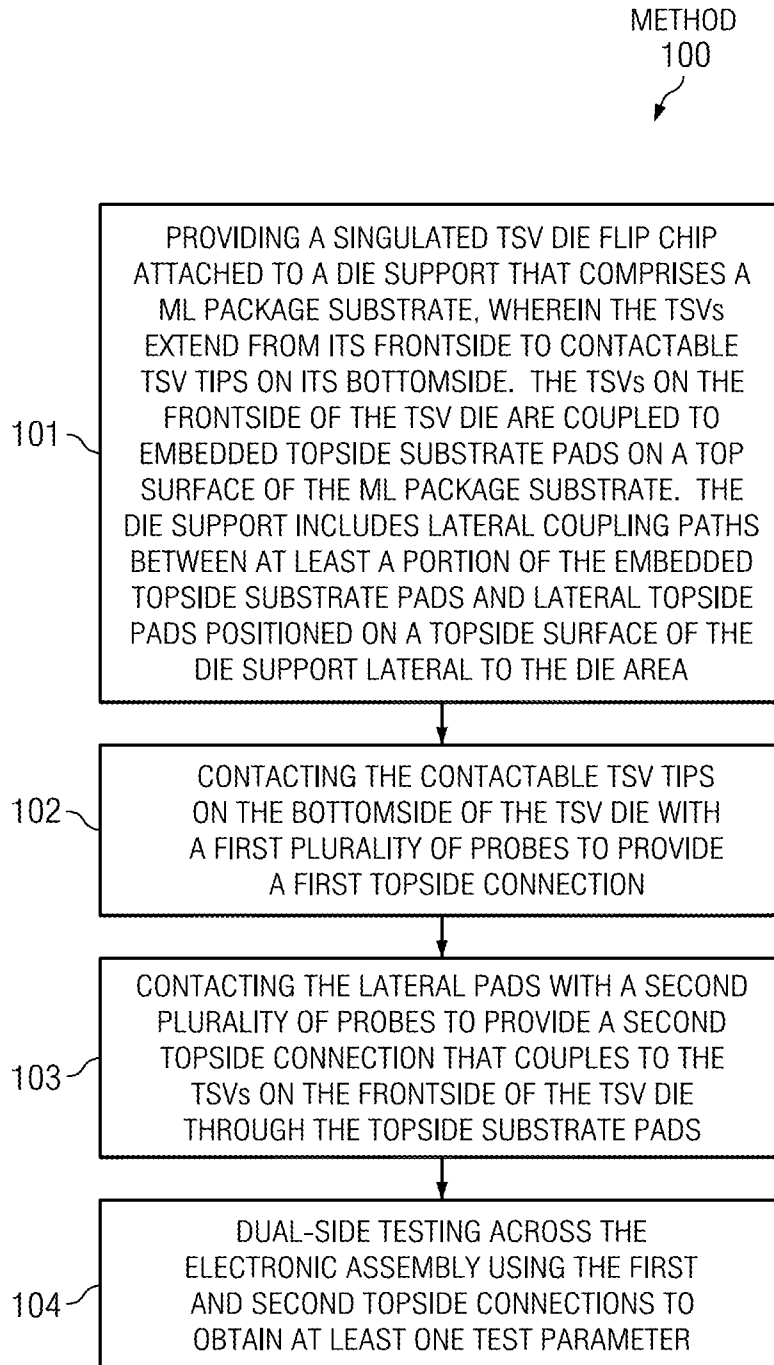 METHOD
100
101
PROVIDING A SINGULATED TSV DIE FLIP CHIP
ATTACHED TO A DIE SUPPORT THAT COMPRISES A
ML PACKAGE SUBSTRATE, WHEREIN THE TSVs
EXTEND FROM ITS FRONTSIDE TO CONTACTABLE
TSV TIPS ON ITS BOTTOMSIDE. THE TSVs ON THE
FRONTSIDE OF THE TSV DIE ARE COUPLED TO
EMBEDDED TOPSIDE SUBSTRATE PADS ON A TOP
SURFACE OF THE ML PACKAGE SUBSTRATE. THE
DIE SUPPORT INCLUDES LATERAL COUPLING PATHS
BETWEEN AT LEAST A PORTION OF THE EMBEDDED
TOPSIDE SUBSTRATE PADS AND LATERAL TOPSIDE
PADS POSITIONED ON A TOPSIDE SURFACE OF THE
DIE SUPPORT LATERAL TO THE DIE AREA
102
CONTACTING THE CONTACTABLE TSV TIPS
ON THE BOTTOMSIDE OF THE TSV DIE WITH
A FIRST PLURALITY OF PROBES TO PROVIDE
A FIRST TOPSIDE CONNECTION
103
CONTACTING THE LATERAL PADS WITH A SECOND
PLURALITY OF PROBES TO PROVIDE A SECOND
TOPSIDE CONNECTION THAT COUPLES TO THE
TSVs ON THE FRONTSIDE OF THE TSV DIE
THROUGH THE TOPSIDE SUBSTRATE PADS
104
DUAL-SIDE TESTING ACROSS THE
ELECTRONIC ASSEMBLY USING THE FIRST
AND SECOND TOPSIDE CONNECTIONS TO
OBTAIN AT LEAST ONE TEST PARAMETER